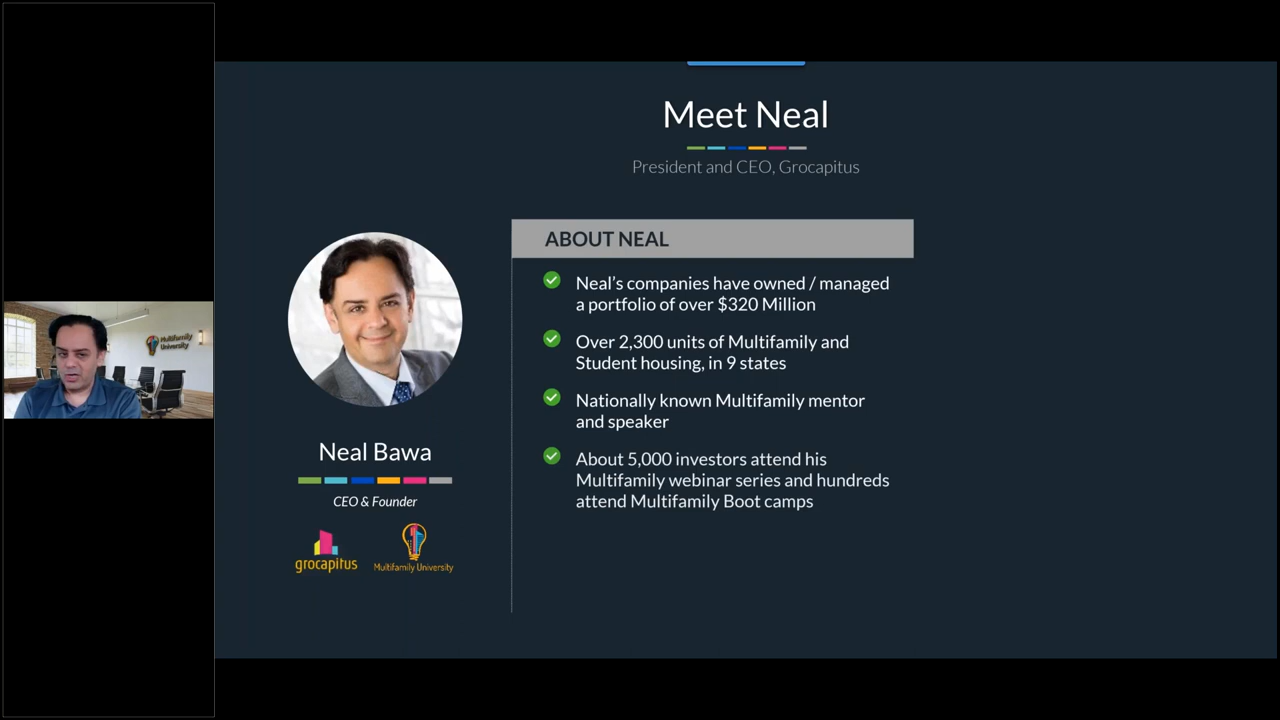 Meet Neal
President and CEO, Grocapitus
ABOUT NEAL
Neal's companies have owned / managed
a portfolio of over $320 Million
Over 2,300 units of Multifamily and
Student housing, in 9 states
Nationally known Multifamily mentor
and speaker
About 5,000 investors attend his
Multifamily webinar series and hundreds
attend Multifamily Boot camps
Neal Bawa
CEO & Founder
grocapitus
Multifamily University
Multifamily
University